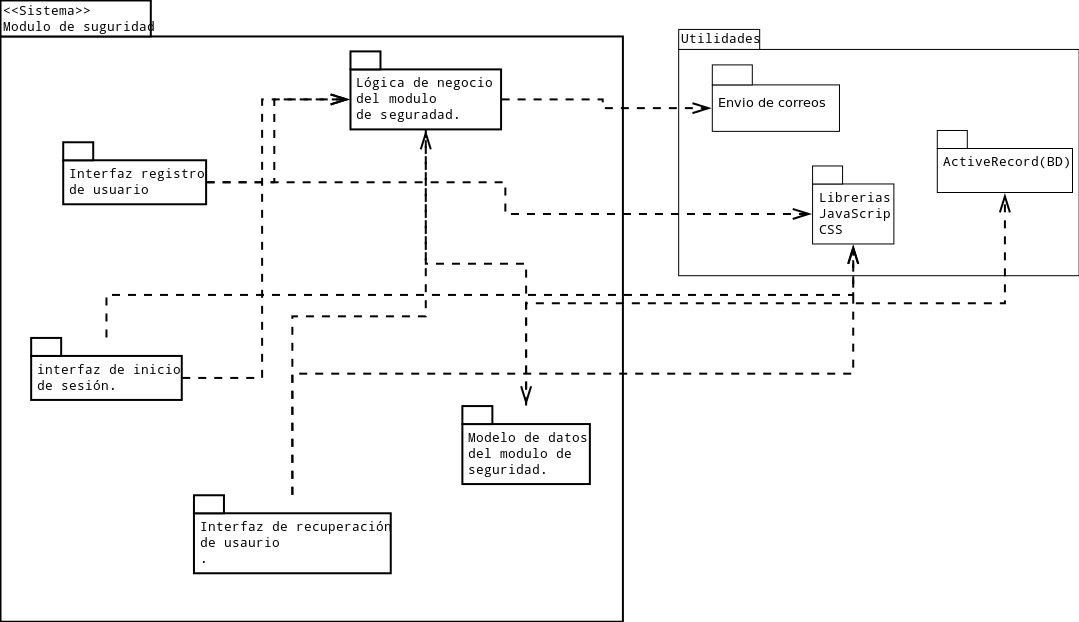 <<Sistema>>
Modulo de suguridad
Utilidades
Lógica de negocio
del modulo
de seguradad.
Envio de correos
ActiveRecord(BD)
Interfaz registro
de usuario
Librerias
JavaScrip
CSS
interfaz de inicio
de sesión.
Modelo de datos
del modulo de
seguridad.
Interfaz de recuperación
de usaurio
.